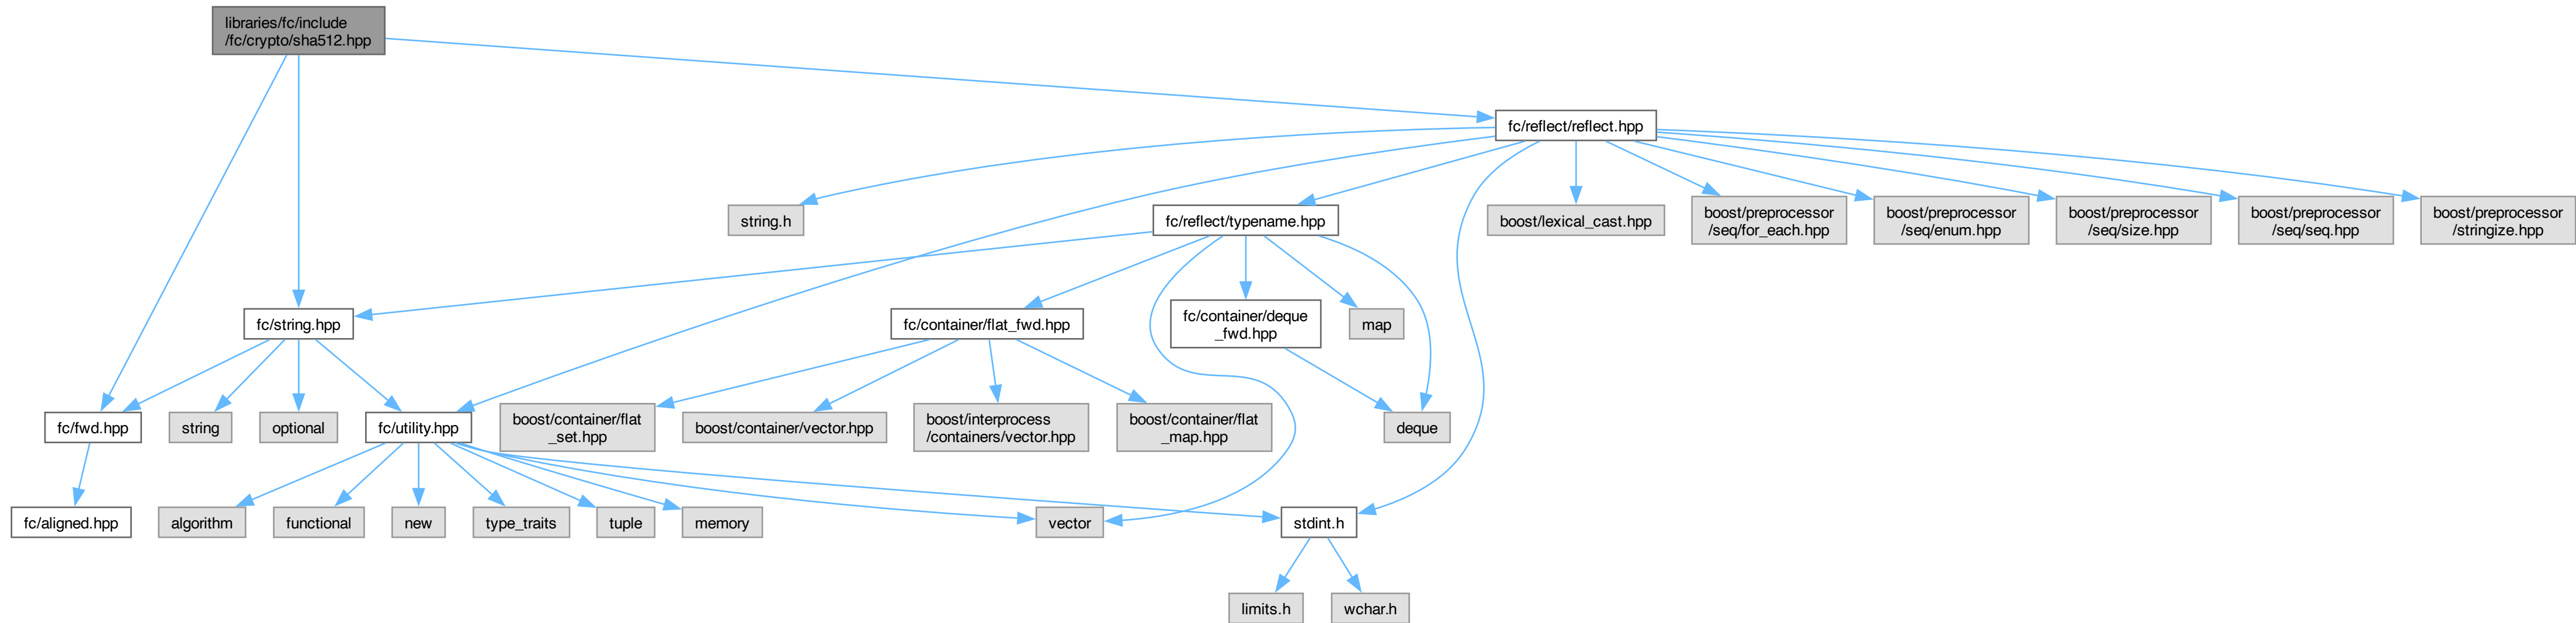 libraries/fc/include
/fc/crypto/sha512.hpp
fc/reflect/reflect.hpp
string.h
fc/reflect/typename.hpp
boost/lexical_cast.hpp
boost/preprocessor
/seq/for_each.hpp
boost/preprocessor
/seq/enum.hpp
boost/preprocessor
/seq/size.hpp
boost/preprocessor
/seq/seq.hpp
boost/preprocessor
/stringize.hpp
fc/string.hpp
fc/container/flat_fwd.hpp
fc/container/deque
_fwd.hpp
map
fc/fwd.hpp
string
optional
fc/utility.hpp
boost/container/flat
_set.hpp
boost/container/vector.hpp
boost/interprocess
/containers/vector.hpp
boost/container/flat
_map.hpp
deque
fc/aligned.hpp
algorithm
functional
new
type_traits
tuple
memory
vector
stdint.h
limits.h
wchar.h